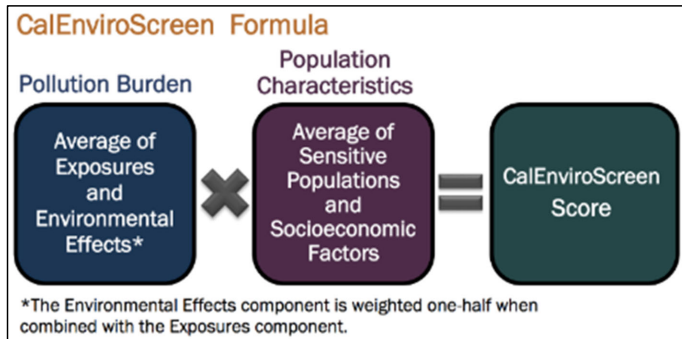 CalEnviroScreen Formula
Pollution Burden
Population
Characteristics
Average of
Exposures
and
Environmental
Effects*
Average of
Sensitive
Populations
and
Socioeconomic
Factors
CalEnviroScreen
Score
*The Environmental Effects component is weighted one-half when
combined with the Exposures component.